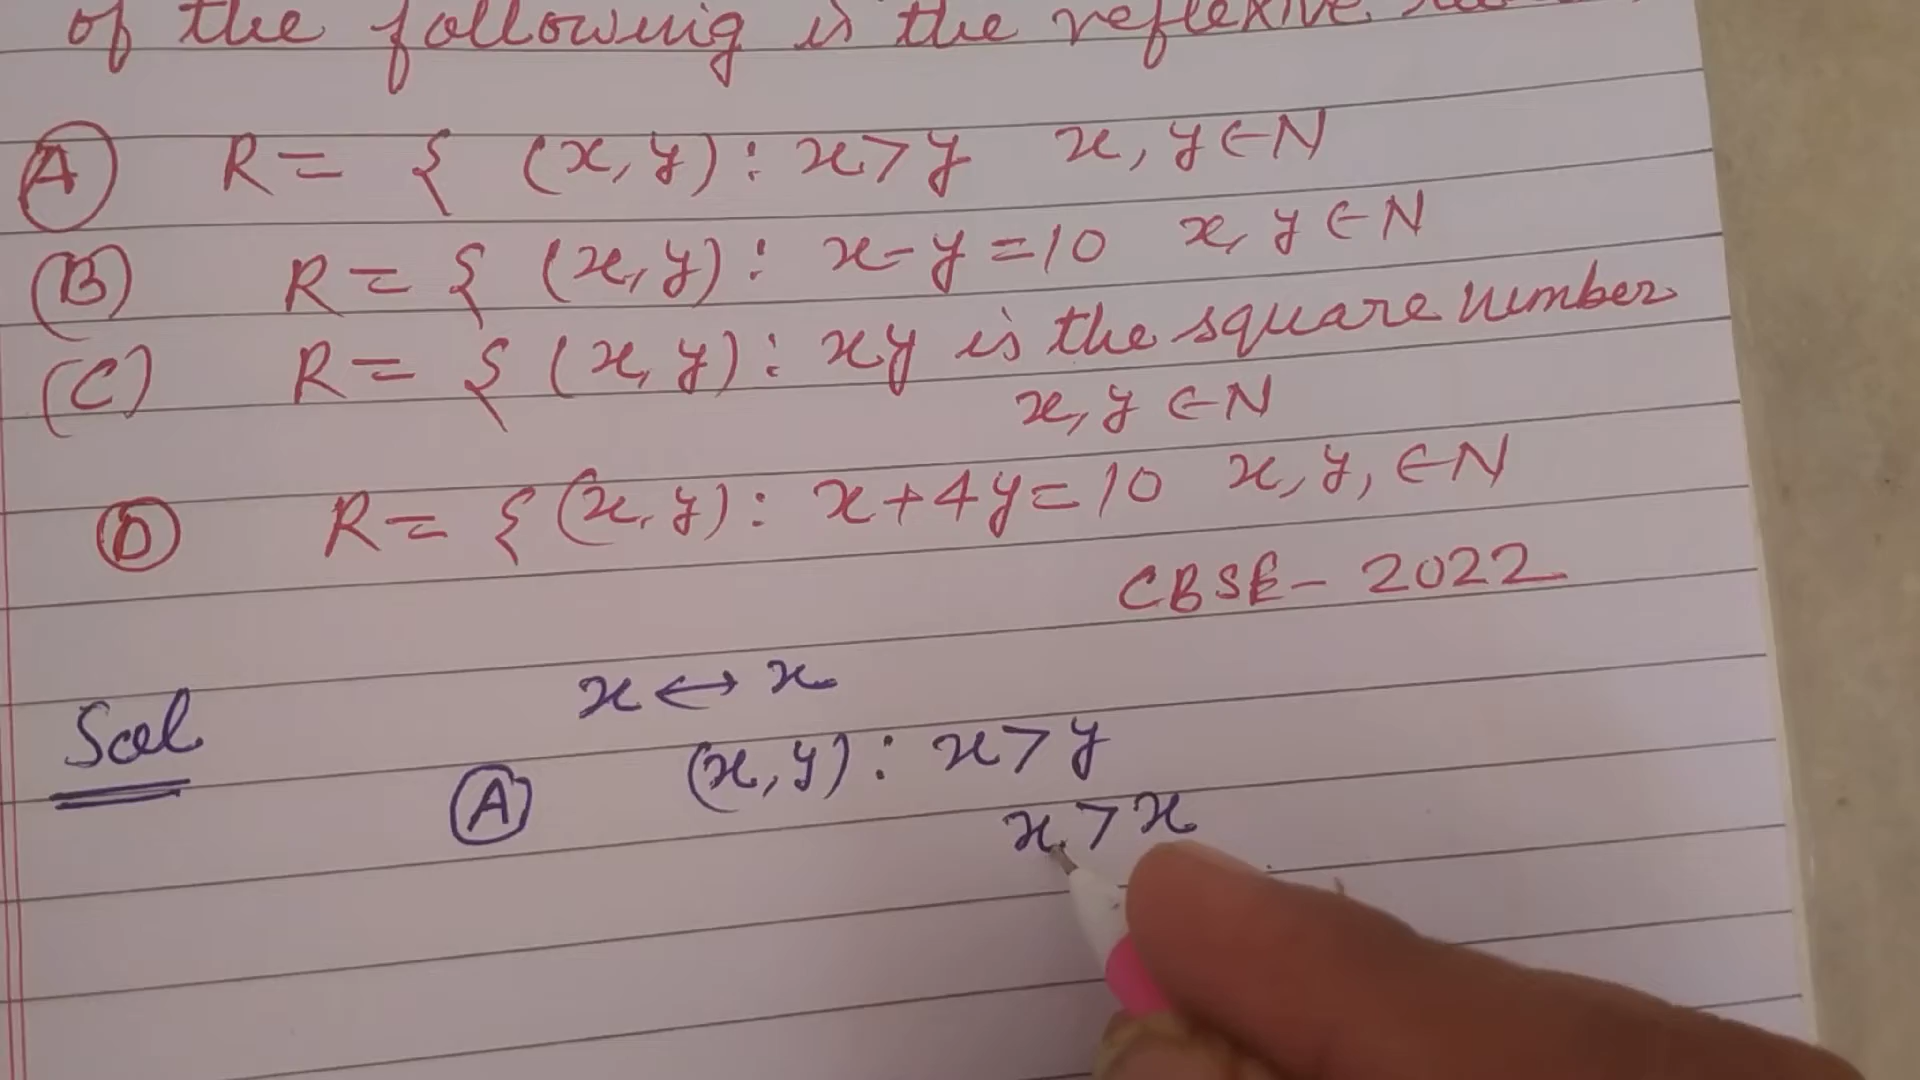 of the following is the reflexive
(A) R = { (x, y) : x > y x, y ∈ N
(B) R = { (x, y) : x - y = 10 x, y ∈ N
(C) R = { (x, y) : xy is the square number
x, y ∈ N
(D) R = { (x, y) : x + 4y = 10 x, y, ∈ N
CBSE - 2022
Sol x ↔ x
(A) (x, y) : x > y
x > x